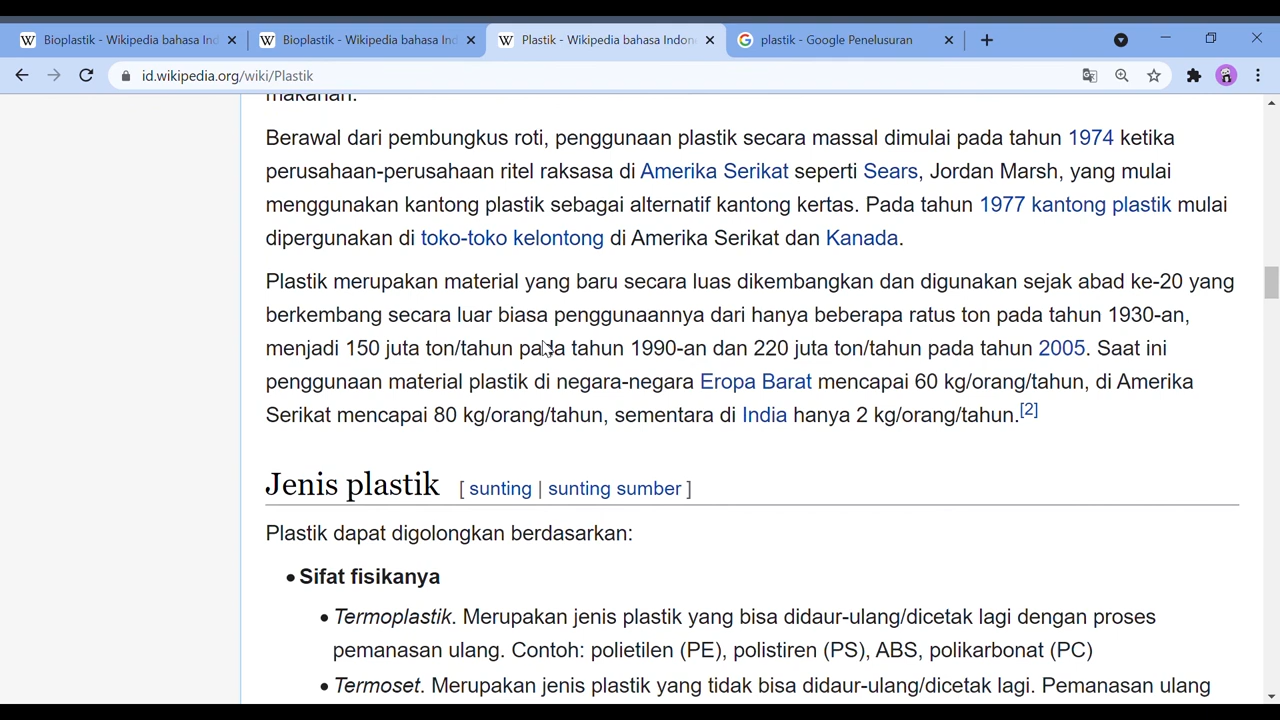 Bioplastik - Wikipedia bahasa Ind
Bioplastik - Wikipedia bahasa Ind
Plastik - Wikipedia bahasa Indon
plastik - Google Penelusuran
id.wikipedia.org/wiki/Plastik
makanan.
Berawal dari pembungkus roti, penggunaan plastik secara massal dimulai pada tahun 1974 ketika
perusahaan-perusahaan ritel raksasa di Amerika Serikat seperti Sears, Jordan Marsh, yang mulai
menggunakan kantong plastik sebagai alternatif kantong kertas. Pada tahun 1977 kantong plastik mulai
dipergunakan di toko-toko kelontong di Amerika Serikat dan Kanada.
Plastik merupakan material yang baru secara luas dikembangkan dan digunakan sejak abad ke-20 yang
berkembang secara luar biasa penggunaannya dari hanya beberapa ratus ton pada tahun 1930-an,
menjadi 150 juta ton/tahun pada tahun 1990-an dan 220 juta ton/tahun pada tahun 2005. Saat ini
penggunaan material plastik di negara-negara Eropa Barat mencapai 60 kg/orang/tahun, di Amerika
Serikat mencapai 80 kg/orang/tahun, sementara di India hanya 2 kg/orang/tahun.[2]
Jenis plastik [ sunting | sunting sumber ]
Plastik dapat digolongkan berdasarkan:
• Sifat fisikanya
• Termoplastik. Merupakan jenis plastik yang bisa didaur-ulang/dicetak lagi dengan proses
pemanasan ulang. Contoh: polietilen (PE), polistiren (PS), ABS, polikarbonat (PC)
• Termoset. Merupakan jenis plastik yang tidak bisa didaur-ulang/dicetak lagi. Pemanasan ulang